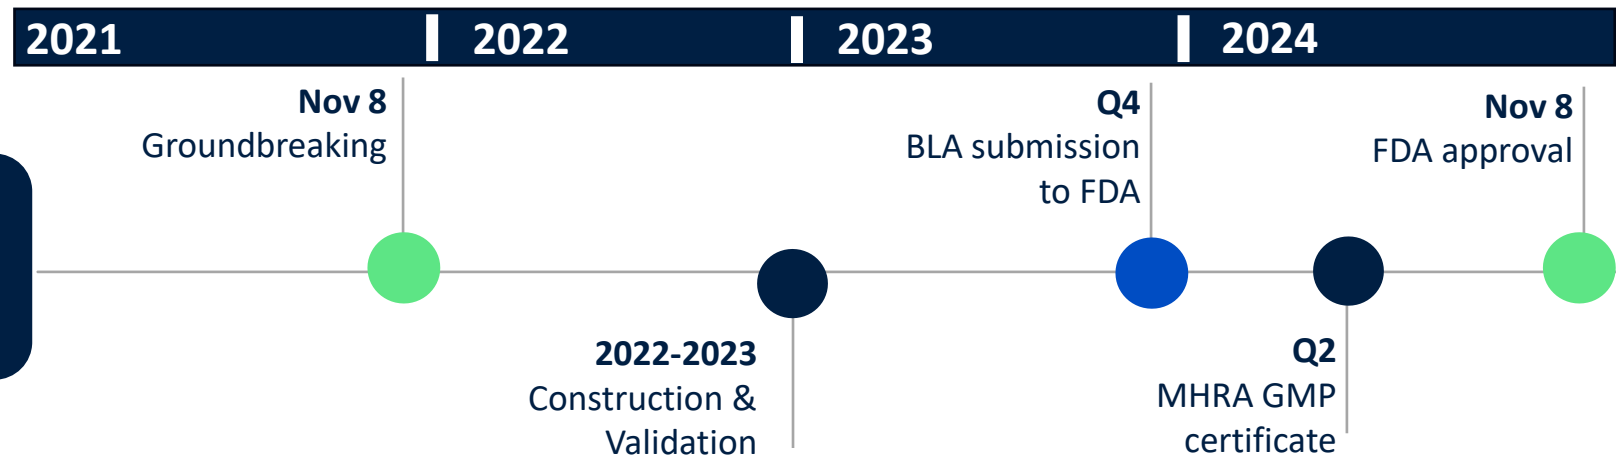 2021
2022
2023
2024
Nov 8
Groundbreaking
2022-2023
Construction &
Validation
Q4
BLA submission
to FDA
Q2
MHRA GMP
certificate
Nov 8
FDA approval